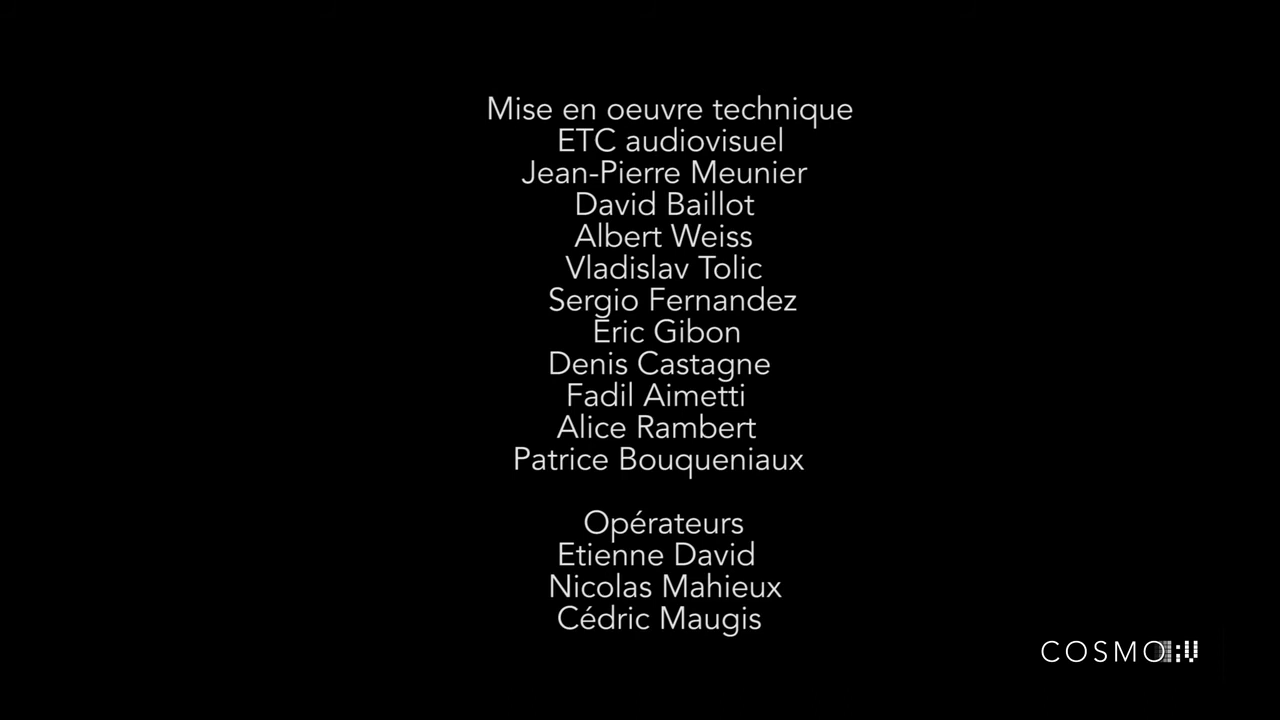 Mise en oeuvre technique
ETC audiovisuel
Jean-Pierre Meunier
David Baillot
Albert Weiss
Vladislav Tolic
Sergio Fernandez
Eric Gibon
Denis Castagne
Fadil Aimetti
Alice Rambert
Patrice Bouqueniaux
Opérateurs
Etienne David
Nicolas Mahieux
Cédric Maugis
COSMO